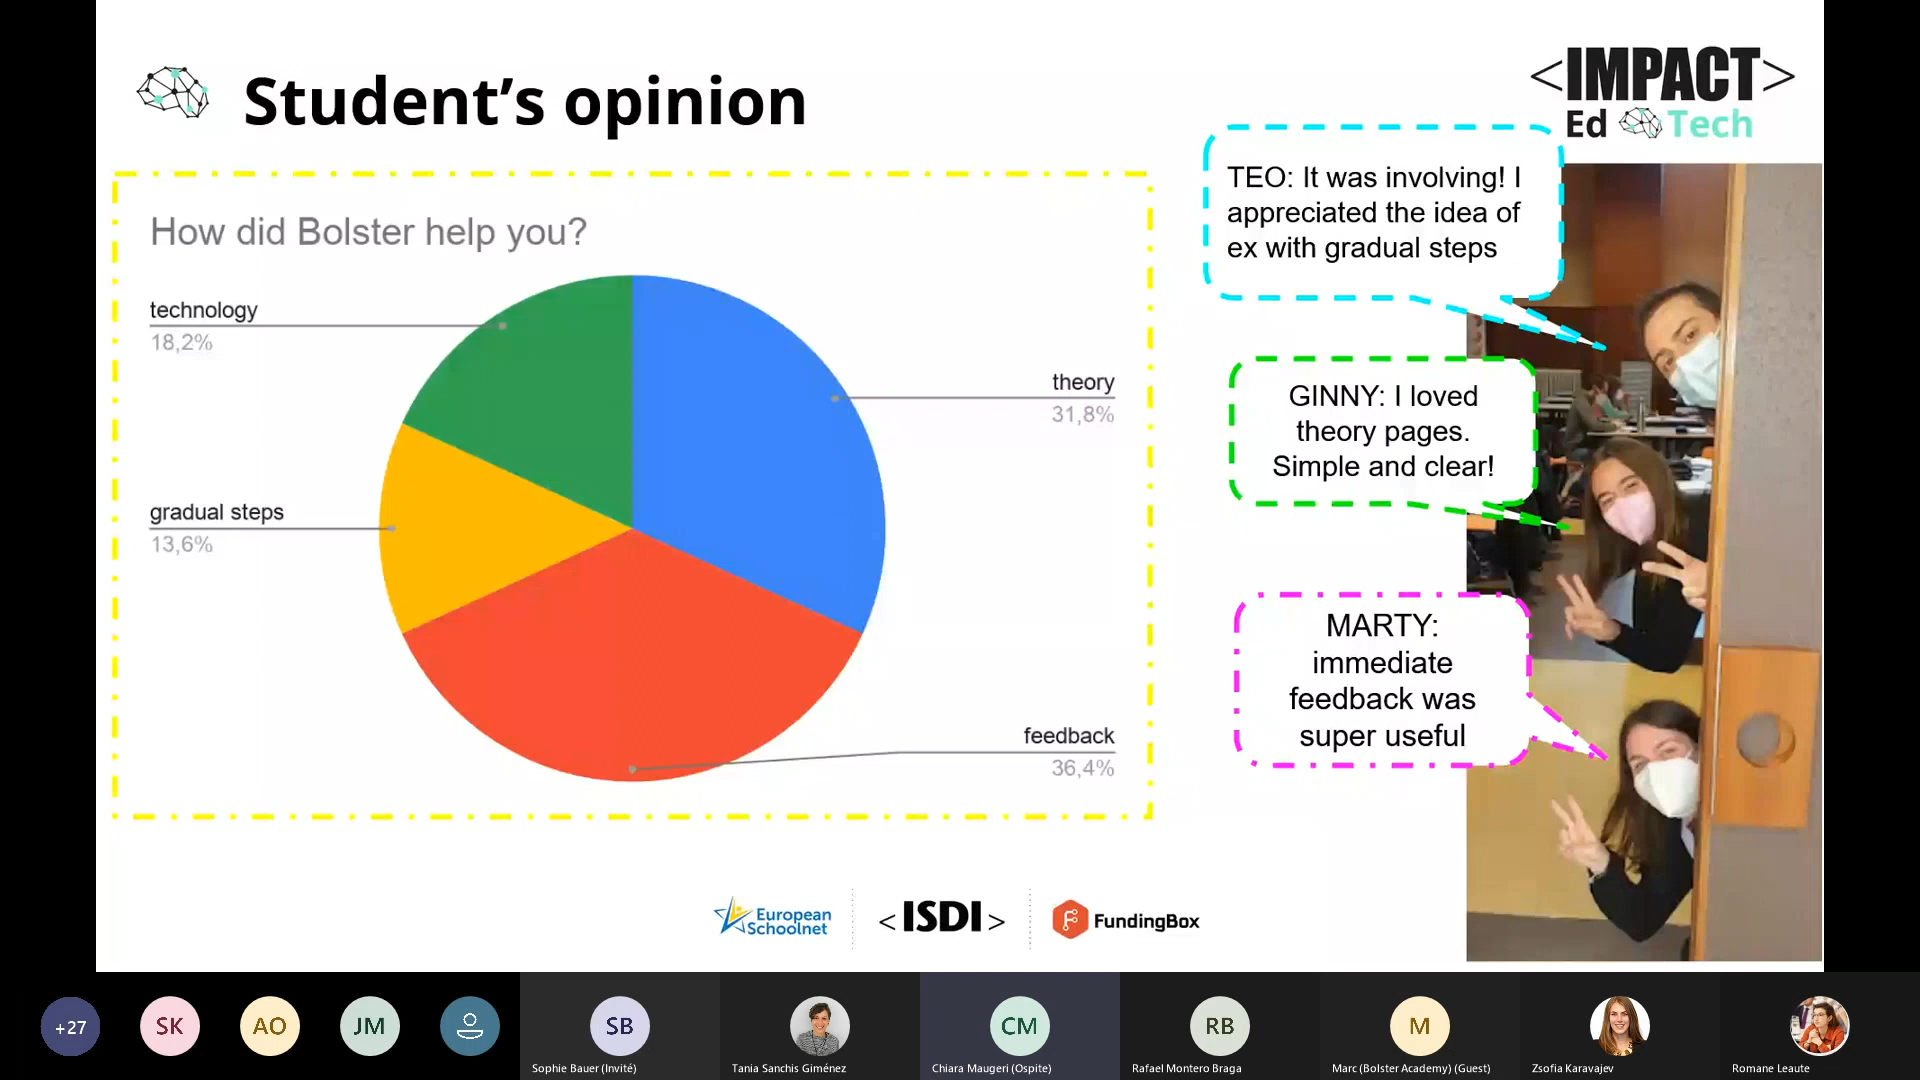 Student's opinion
<IMPACT>
Ed Tech
How did Bolster help you?
technology
18,2%
theory
31,8%
gradual steps
13,6%
feedback
36,4%
TEO: It was involving! I
appreciated the idea of
ex with gradual steps
GINNY: I loved
theory pages.
Simple and clear!
MARTY:
immediate
feedback was
super useful
European
Schoolnet
<ISDI>
FundingBox
+27
SK
AO
JM
SB
CM
RB
M
Sophie Bauer (Invité)
Tania Sanchis Giménez
Chiara Maugeri (Ospite)
Rafael Montero Braga
Marc (Bolster Academy) (Guest)
Zsofia Karavajev
Romane Leaute